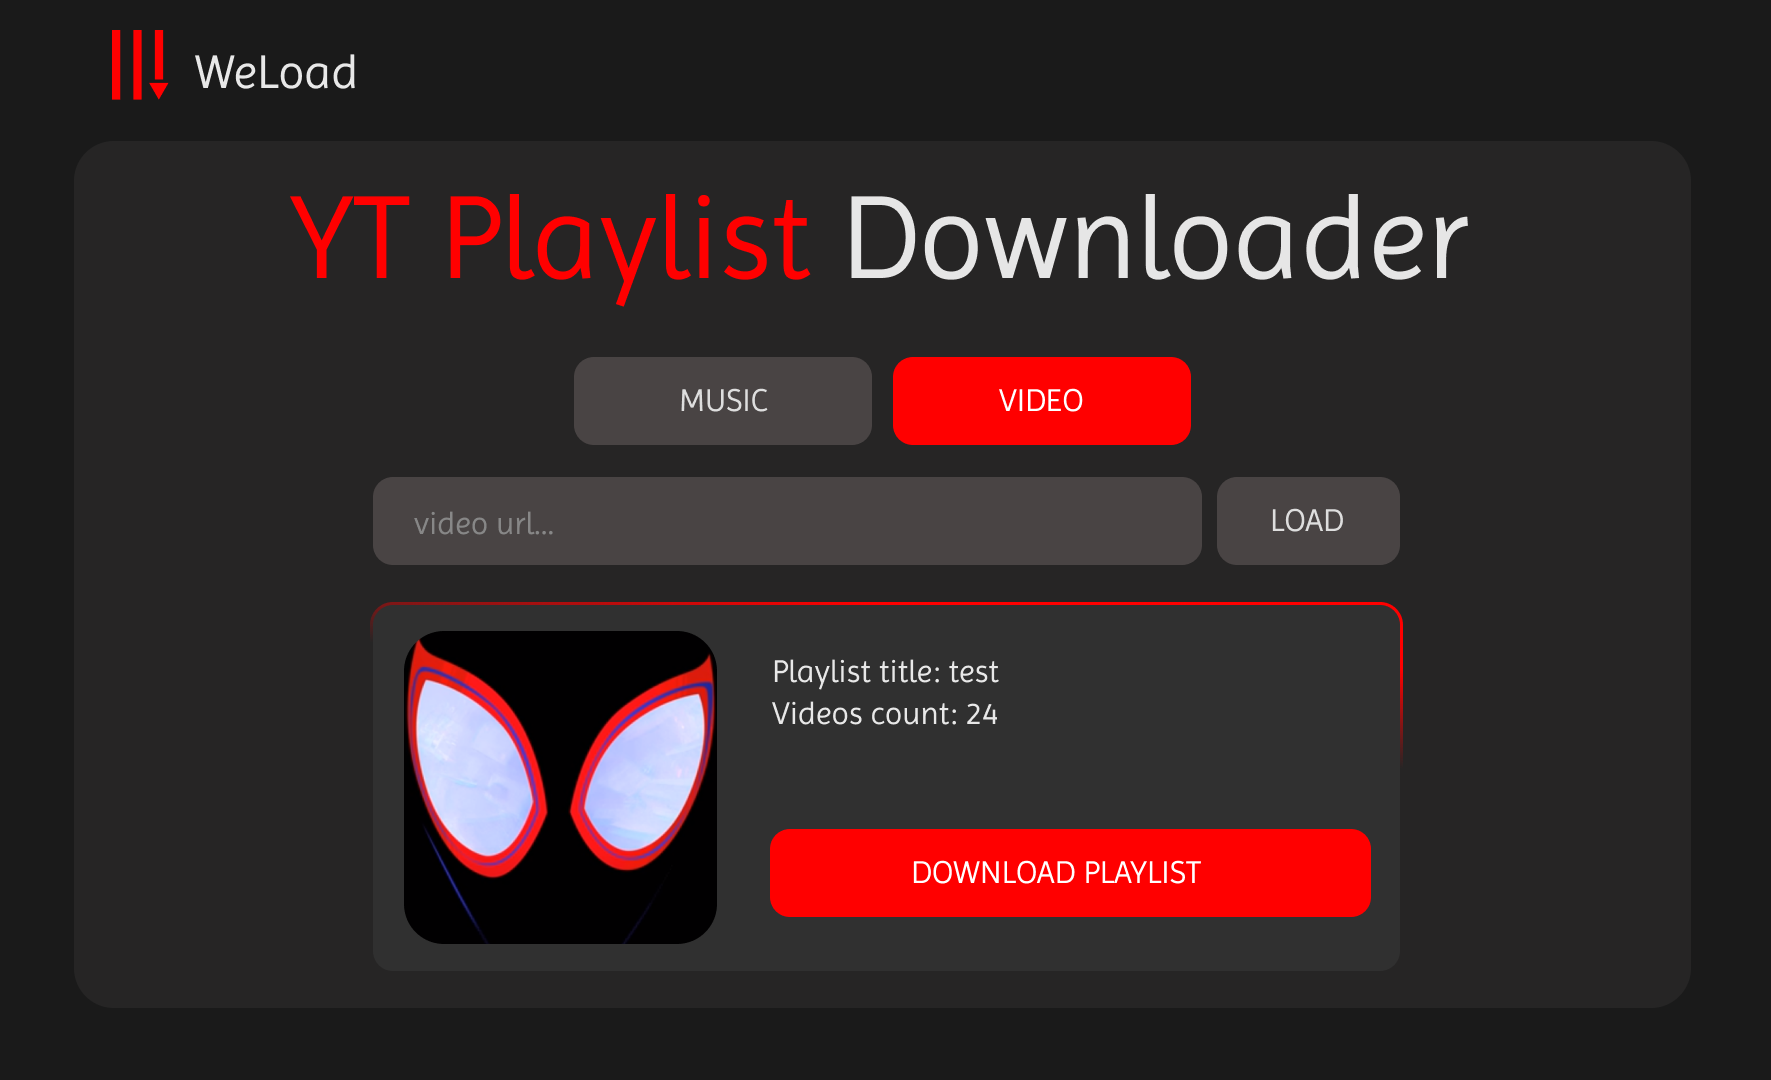 WeLoad
YT Playlist Downloader
MUSIC
VIDEO
video url...
LOAD
Playlist title: test
Videos count: 24
DOWNLOAD PLAYLIST